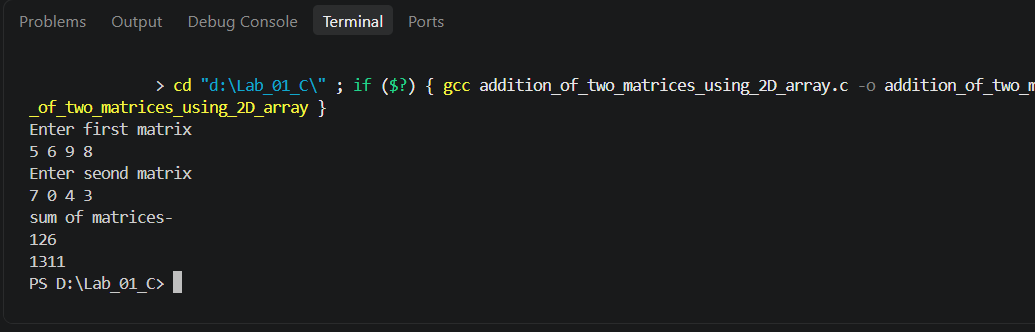 Problems Output Debug Console Terminal Ports
> cd "d:\Lab_01_C\" ; if ($?) { gcc addition_of_two_matrices_using_2D_array.c -o addition_of_two_m
_of_two_matrices_using_2D_array }
Enter first matrix
5 6 9 8
Enter seond matrix
7 0 4 3
sum of matrices-
126
1311
PS D:\Lab_01_C>